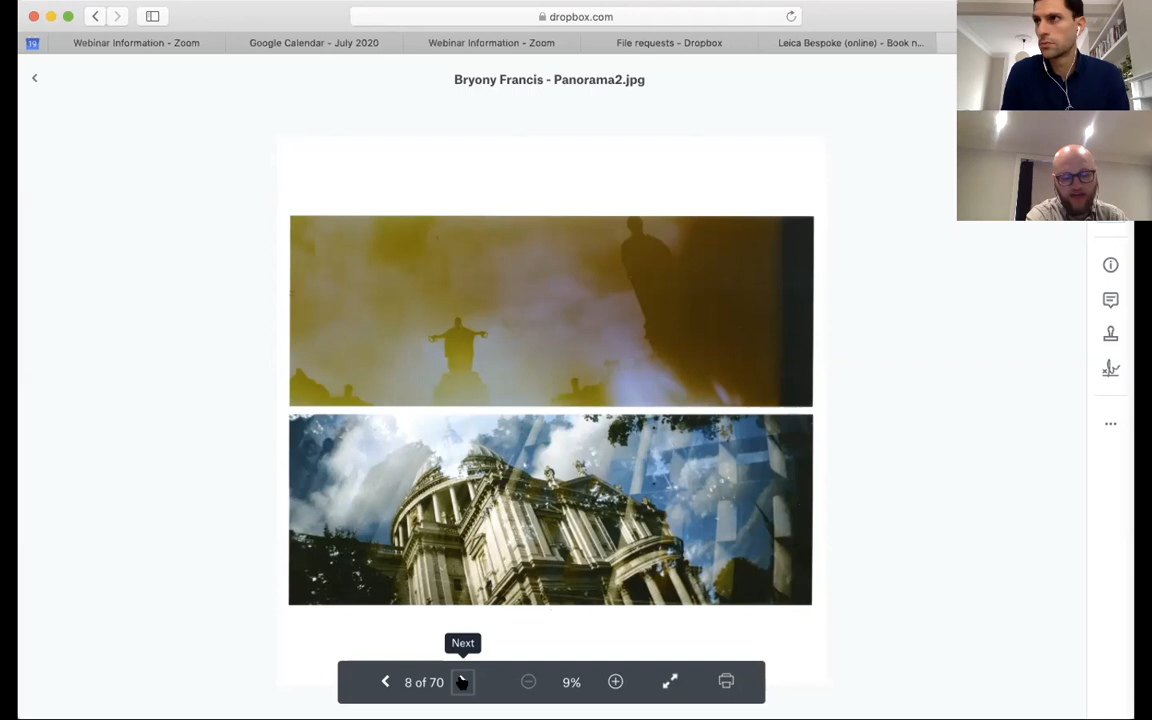 dropbox.com
19
Webinar Information - Zoom
Google Calendar - July 2020
Webinar Information - Zoom
File requests - Dropbox
Leica Bespoke (online) - Book n...
Bryony Francis - Panorama2.jpg
Next
8 of 70
9%